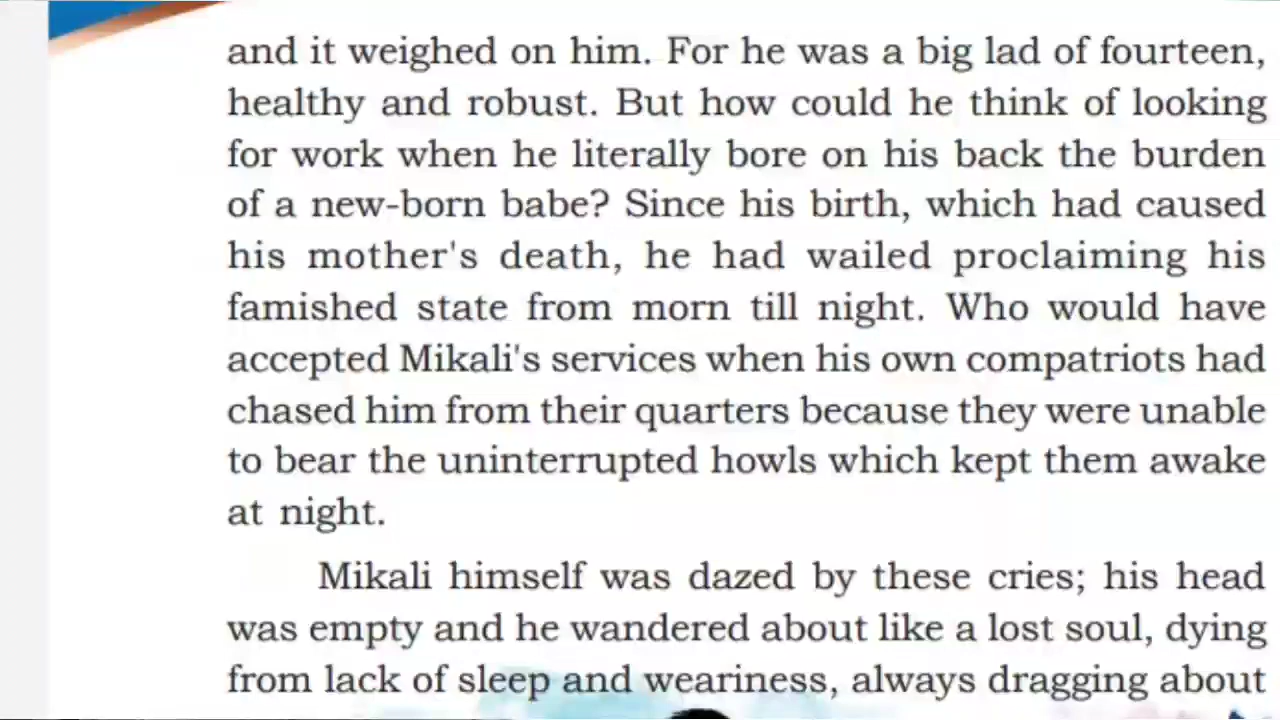 and it weighed on him. For he was a big lad of fourteen,
healthy and robust. But how could he think of looking
for work when he literally bore on his back the burden
of a new-born babe? Since his birth, which had caused
his mother's death, he had wailed proclaiming his
famished state from morn till night. Who would have
accepted Mikali's services when his own compatriots had
chased him from their quarters because they were unable
to bear the uninterrupted howls which kept them awake
at night.
Mikali himself was dazed by these cries; his head
was empty and he wandered about like a lost soul, dying
from lack of sleep and weariness, always dragging about